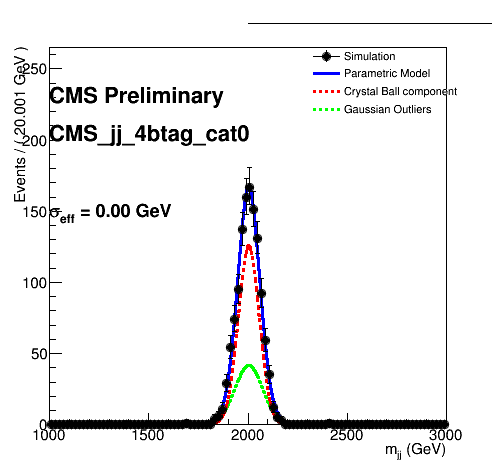 Simulation
Parametric Model
Crystal Ball component
Gaussian Outliers
CMS Preliminary
CMS_jj_4btag_cat0
σeff = 0.00 GeV
Events / ( 20.001 GeV )
250
200
150
100
50
0
1000 1500 2000 2500 3000
mjj (GeV)